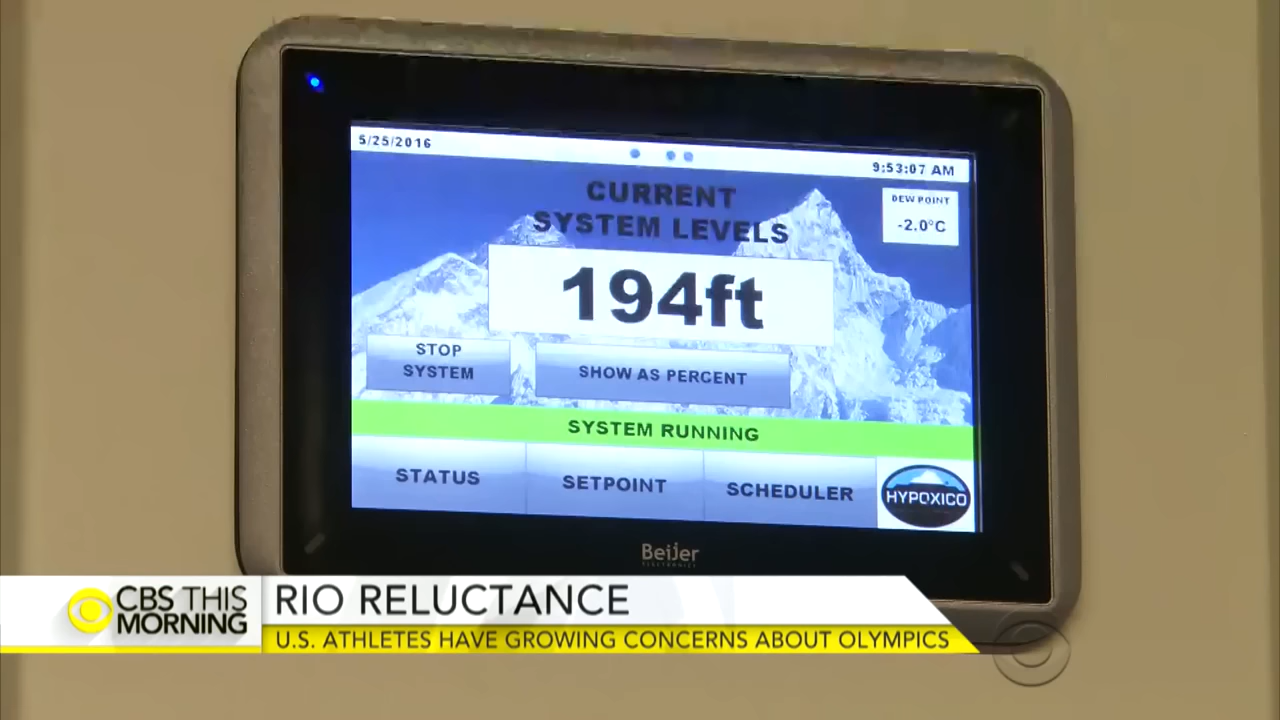 5/25/2016
9:53:07 AM
CURRENT
SYSTEM LEVELS
DEW POINT
-2.0°C
194ft
STOP
SYSTEM
SHOW AS PERCENT
SYSTEM RUNNING
STATUS
SETPOINT
SCHEDULER
HYPOXICO
Beijer
ELECTRONICS
CBS THIS
MORNING
RIO RELUCTANCE
U.S. ATHLETES HAVE GROWING CONCERNS ABOUT OLYMPICS